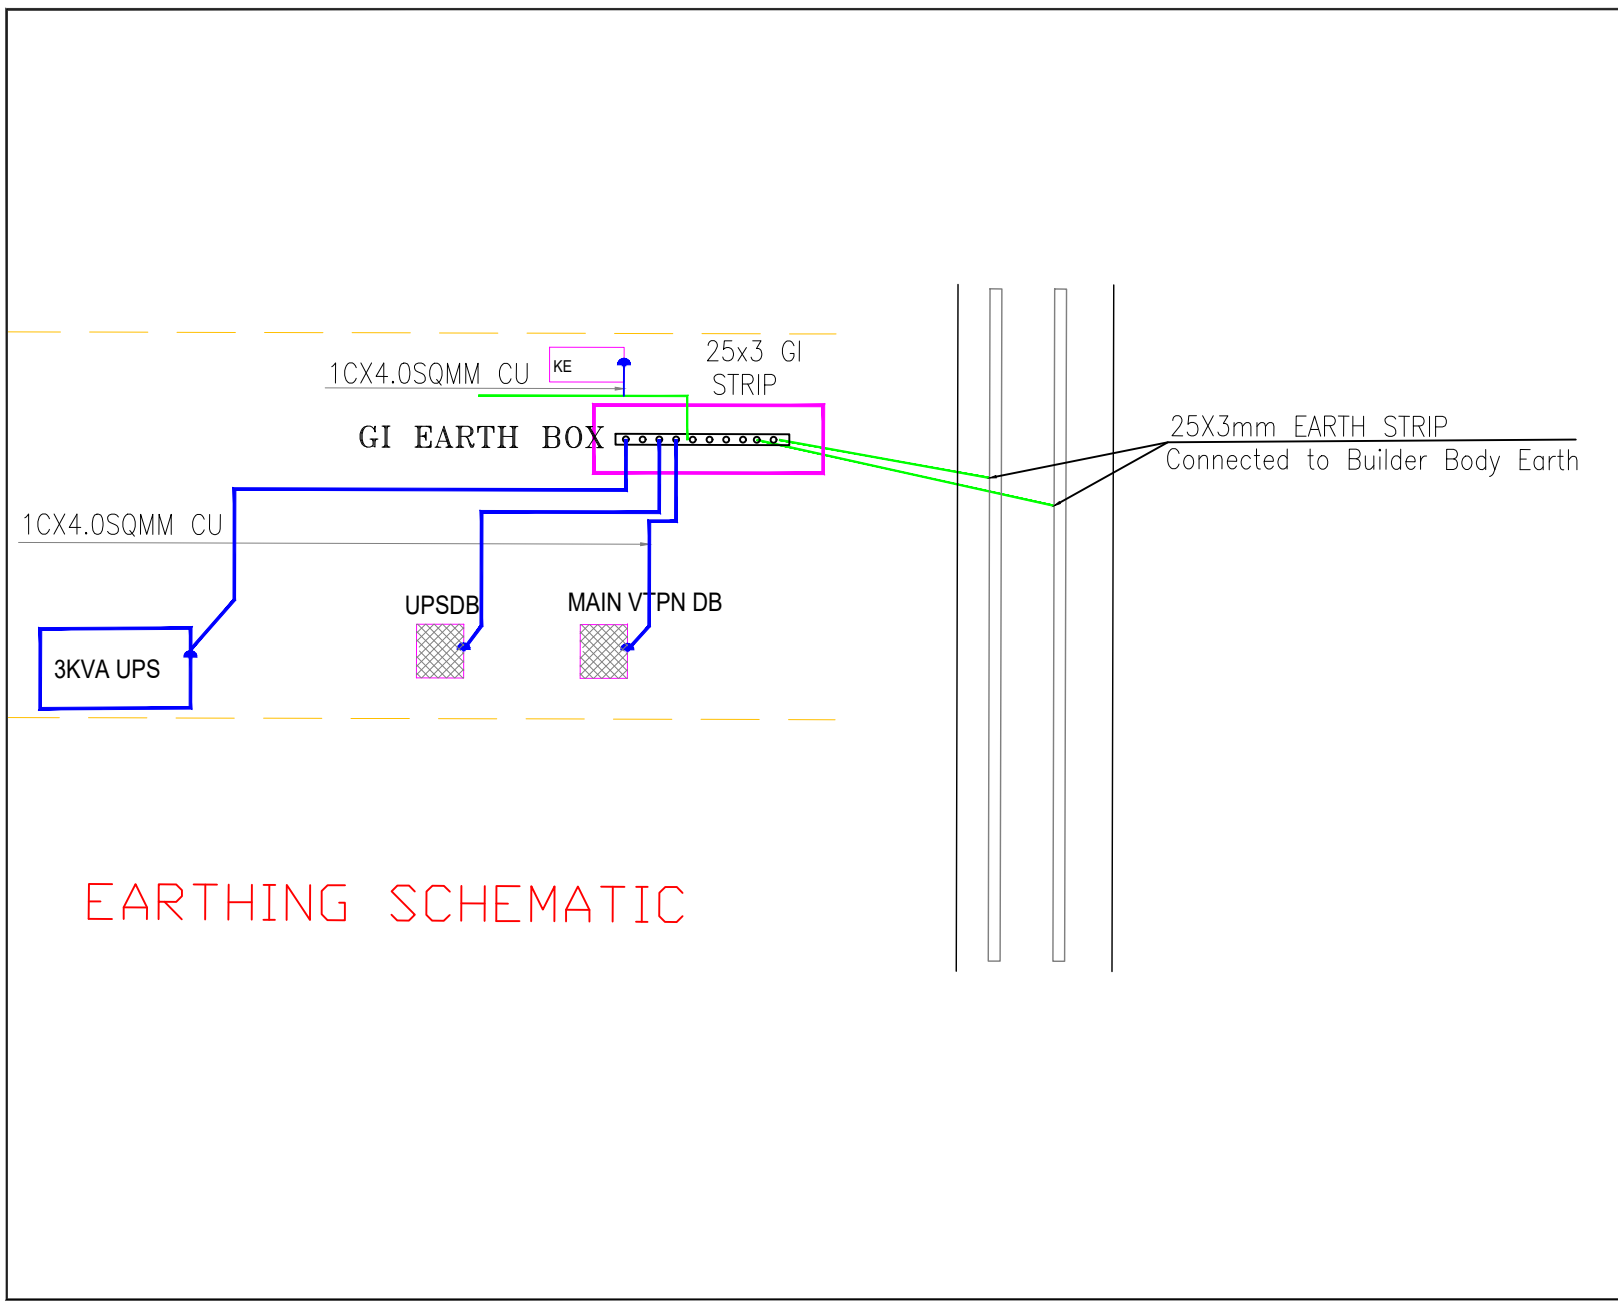 25x3 GI
STRIP
KE
1CX4.0SQMM CU
GI EARTH BOX
25X3mm EARTH STRIP
Connected to Builder Body Earth
1CX4.0SQMM CU
UPSDB
MAIN VTPN DB
3KVA UPS
EARTHING SCHEMATIC